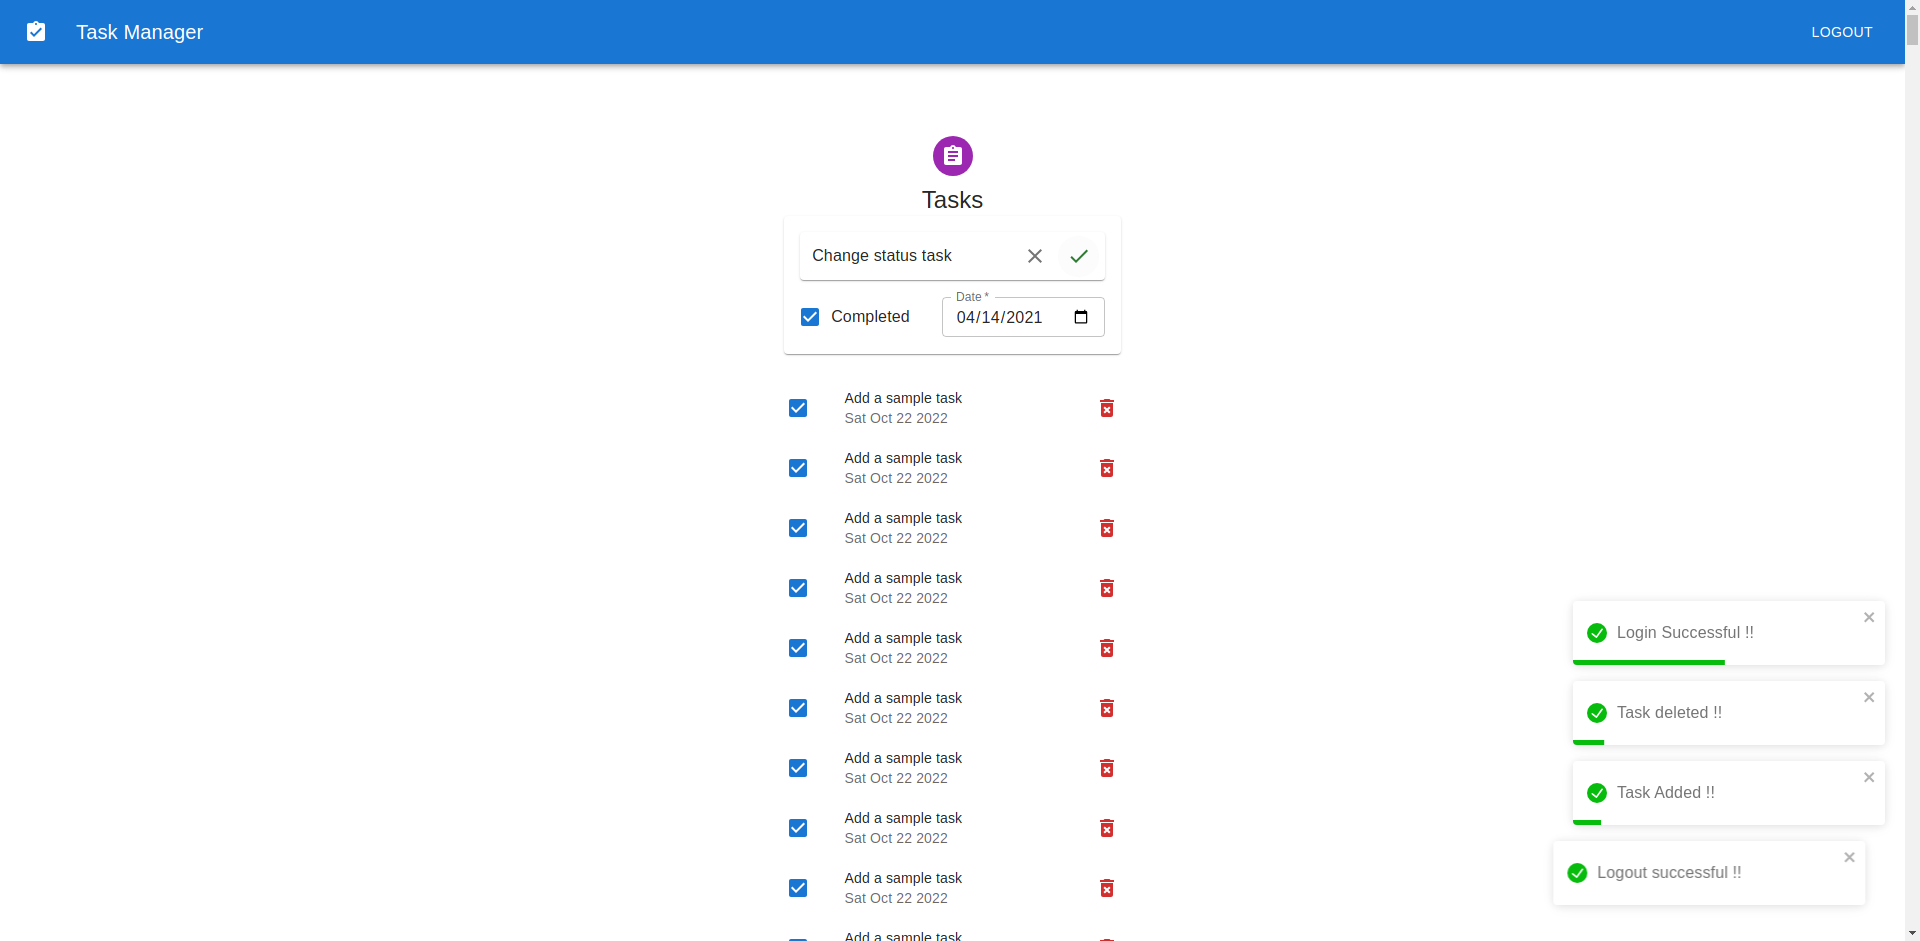 Task Manager
LOGOUT
Tasks
Change status task
Completed
Date *
04/14/2021
Add a sample task
Sat Oct 22 2022
Add a sample task
Sat Oct 22 2022
Add a sample task
Sat Oct 22 2022
Add a sample task
Sat Oct 22 2022
Add a sample task
Sat Oct 22 2022
Add a sample task
Sat Oct 22 2022
Add a sample task
Sat Oct 22 2022
Add a sample task
Sat Oct 22 2022
Add a sample task
Sat Oct 22 2022
Add a sample task
Login Successful !!
Task deleted !!
Task Added !!
Logout successful !!